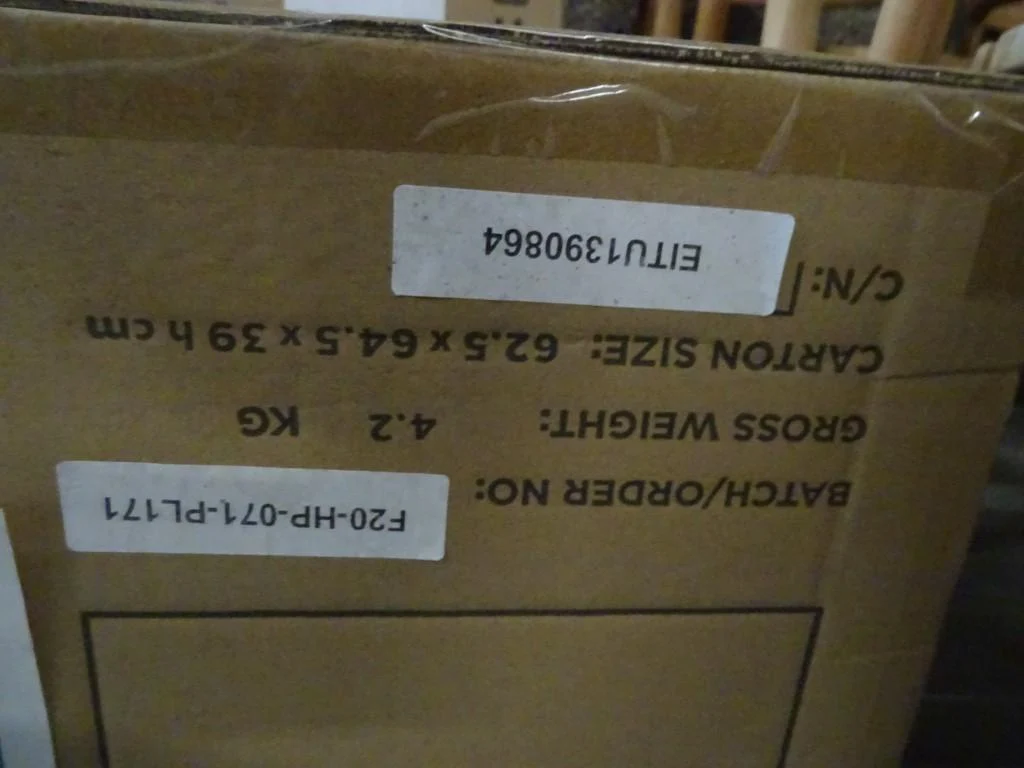 BATCH/ORDER NO: F20-HP-071-PL171
GROSS WEIGHT: 4.2 KG
CARTON SIZE: 62.5 x 64.5 x 39 h cm
C/N: EITU1390864